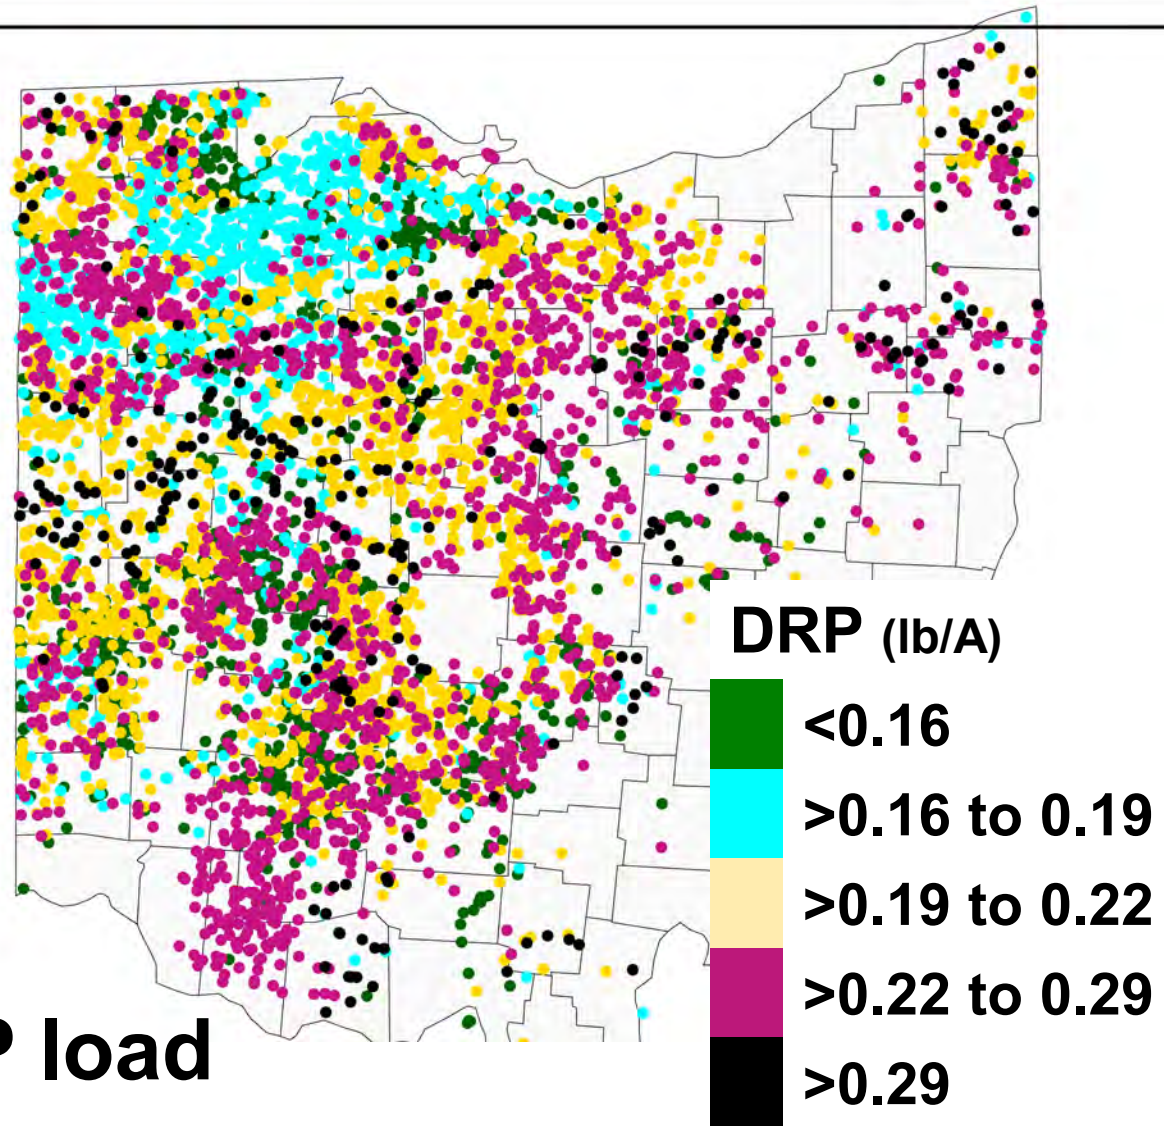 DRP (lb/A)
<0.16
>0.16 to 0.19
>0.19 to 0.22
>0.22 to 0.29
>0.29
P load